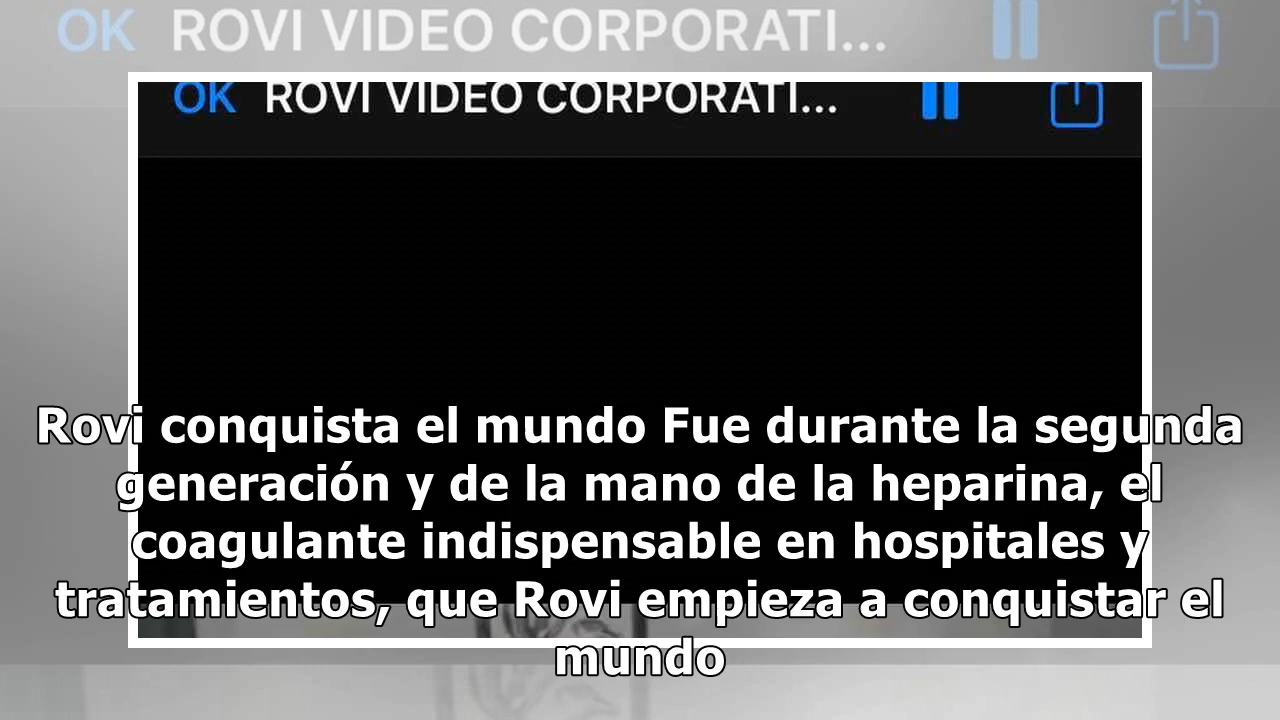 OK ROVI VIDEO CORPORATI...
OK ROVI VIDEO CORPORATI...
Rovi conquista el mundo Fue durante la segunda
generación y de la mano de la heparina, el
coagulante indispensable en hospitales y
tratamientos, que Rovi empieza a conquistar el
mundo